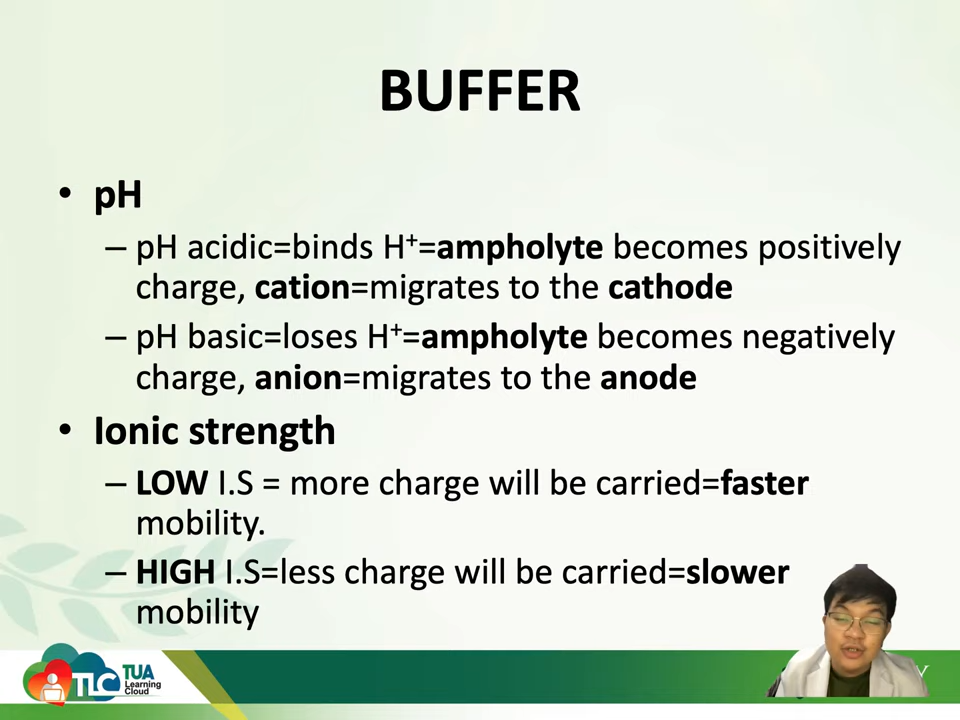 BUFFER
• pH
– pH acidic=binds H⁺=ampholyte becomes positively
charge, cation=migrates to the cathode
– pH basic=loses H⁺=ampholyte becomes negatively
charge, anion=migrates to the anode
• Ionic strength
– LOW I.S = more charge will be carried=faster
mobility.
– HIGH I.S=less charge will be carried=slower
mobility
TLC TUA
Learning
Cloud